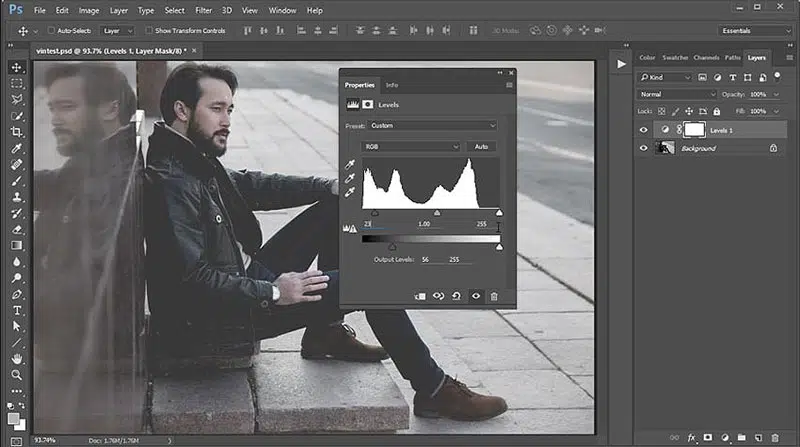 Ps File Edit Image Layer Type Select Filter 3D View Window Help
Auto-Select: Layer Show Transform Controls 3D Mode: Essentials
vintest.psd @ 93.7% (Levels 1, Layer Mask/8) * ×
Properties Info
Levels
Preset: Custom
RGB Auto
23 1.00 255
Output Levels: 56 255
Color Swatches Channels Paths Layers
Kind
Normal Opacity: 100%
Lock: Fill: 100%
Levels 1
Background
93.74% Doc: 1.76M/1.76M